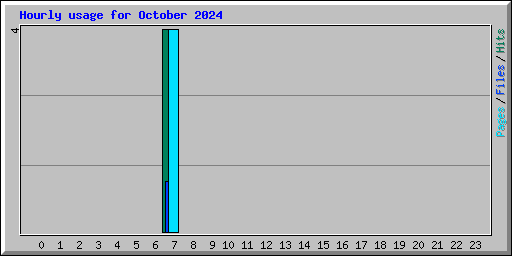 Hourly usage for October 2024
4
Pages/Files/Hits
0 1 2 3 4 5 6 7 8 9 10 11 12 13 14 15 16 17 18 19 20 21 22 23